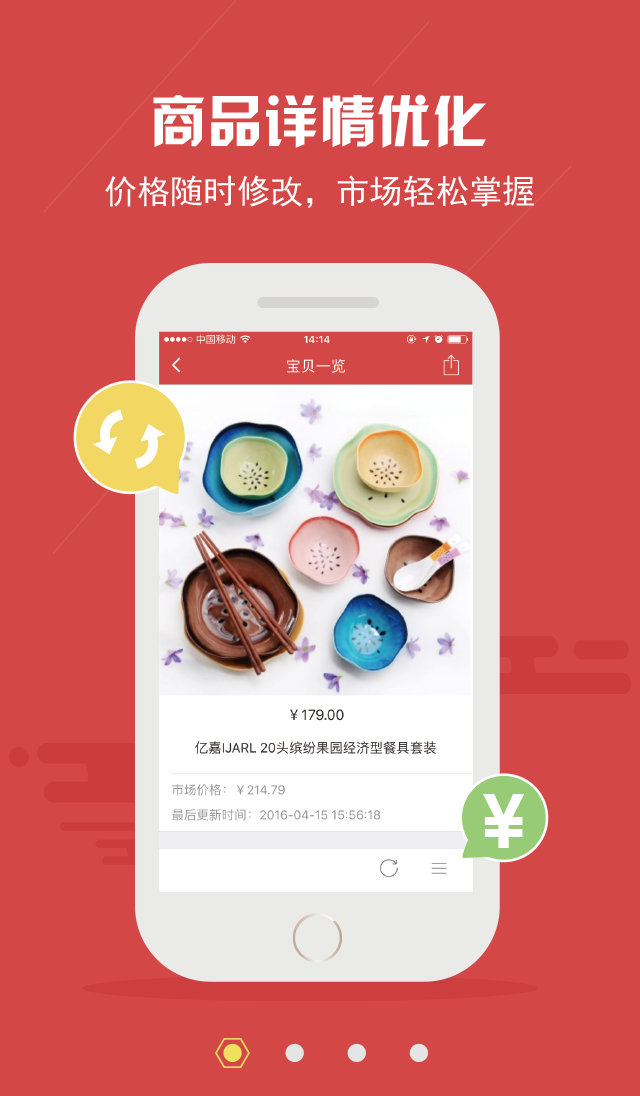 商品详情优化
价格随时修改，市场轻松掌握
中国移动 14:14
宝贝一览
¥179.00
亿嘉IJARL 20头缤纷果园经济型餐具套装
市场价格：¥214.79
最后更新时间：2016-04-15 15:56:18
¥